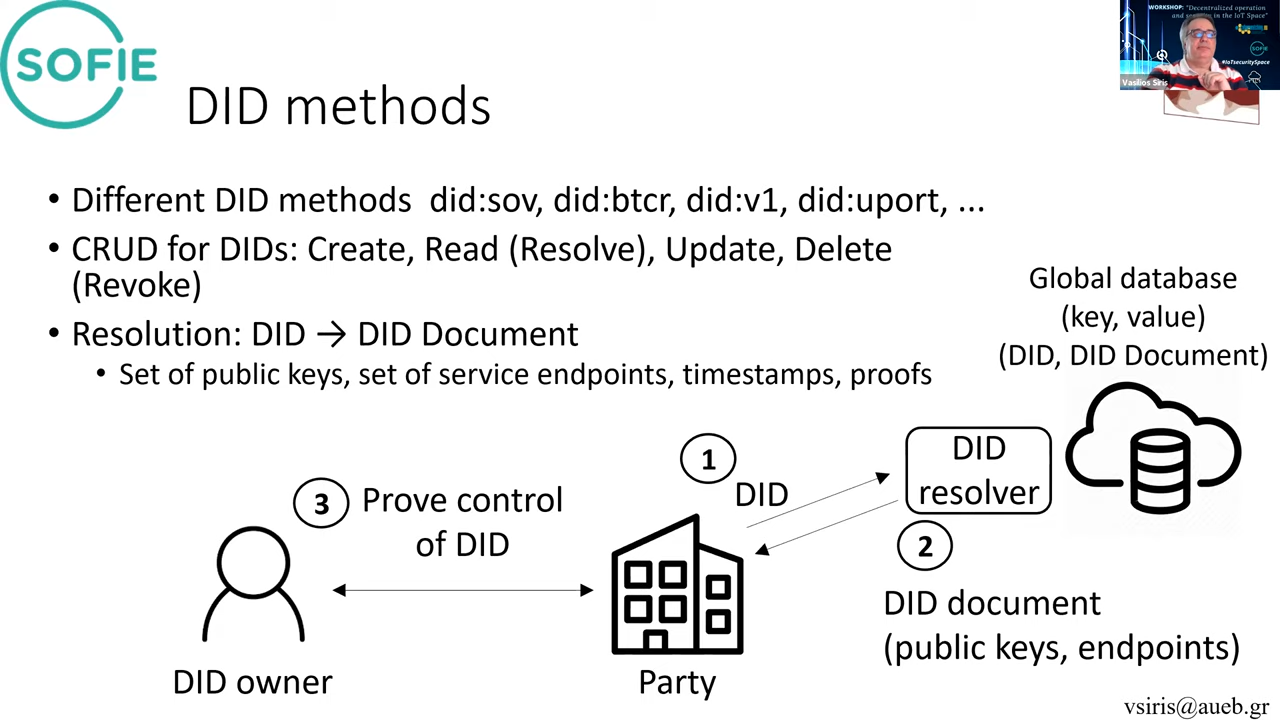 SOFIE
WORKSHOP: "Decentralized operation
and security in the IoT Space"
SOFIE
#IoTsecuritySpace
Vasilios Siris
DID methods
• Different DID methods did:sov, did:btcr, did:v1, did:uport, ...
• CRUD for DIDs: Create, Read (Resolve), Update, Delete
(Revoke)
• Resolution: DID → DID Document
• Set of public keys, set of service endpoints, timestamps, proofs
Global database
(key, value)
(DID, DID Document)
1
DID
DID
resolver
2
DID document
(public keys, endpoints)
3
Prove control
of DID
DID owner
Party
vsiris@aueb.gr